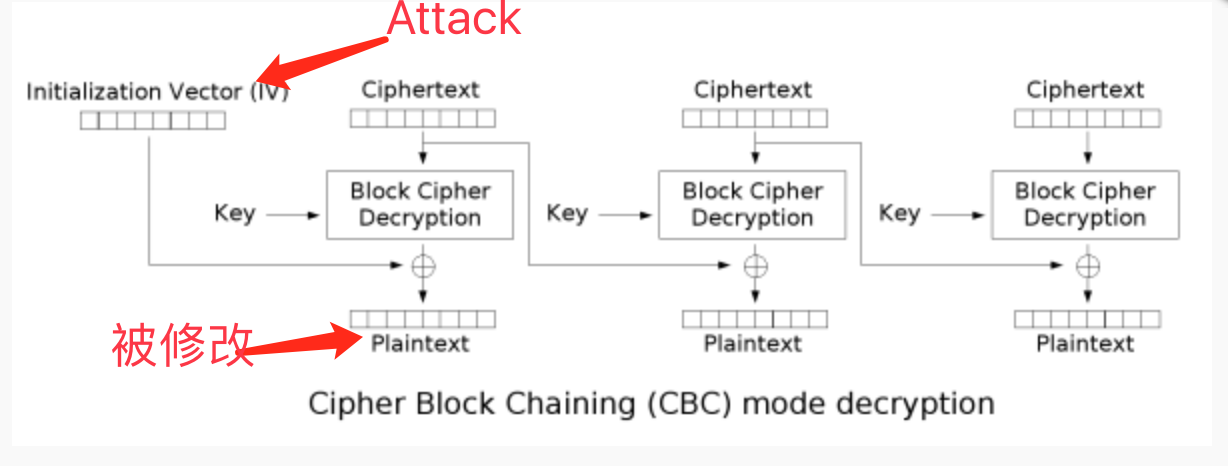 Attack
Initialization Vector (IV)
Ciphertext
Ciphertext
Ciphertext
Key
Block Cipher
Decryption
Key
Block Cipher
Decryption
Key
Block Cipher
Decryption
被修改
Plaintext
Plaintext
Plaintext
Cipher Block Chaining (CBC) mode decryption